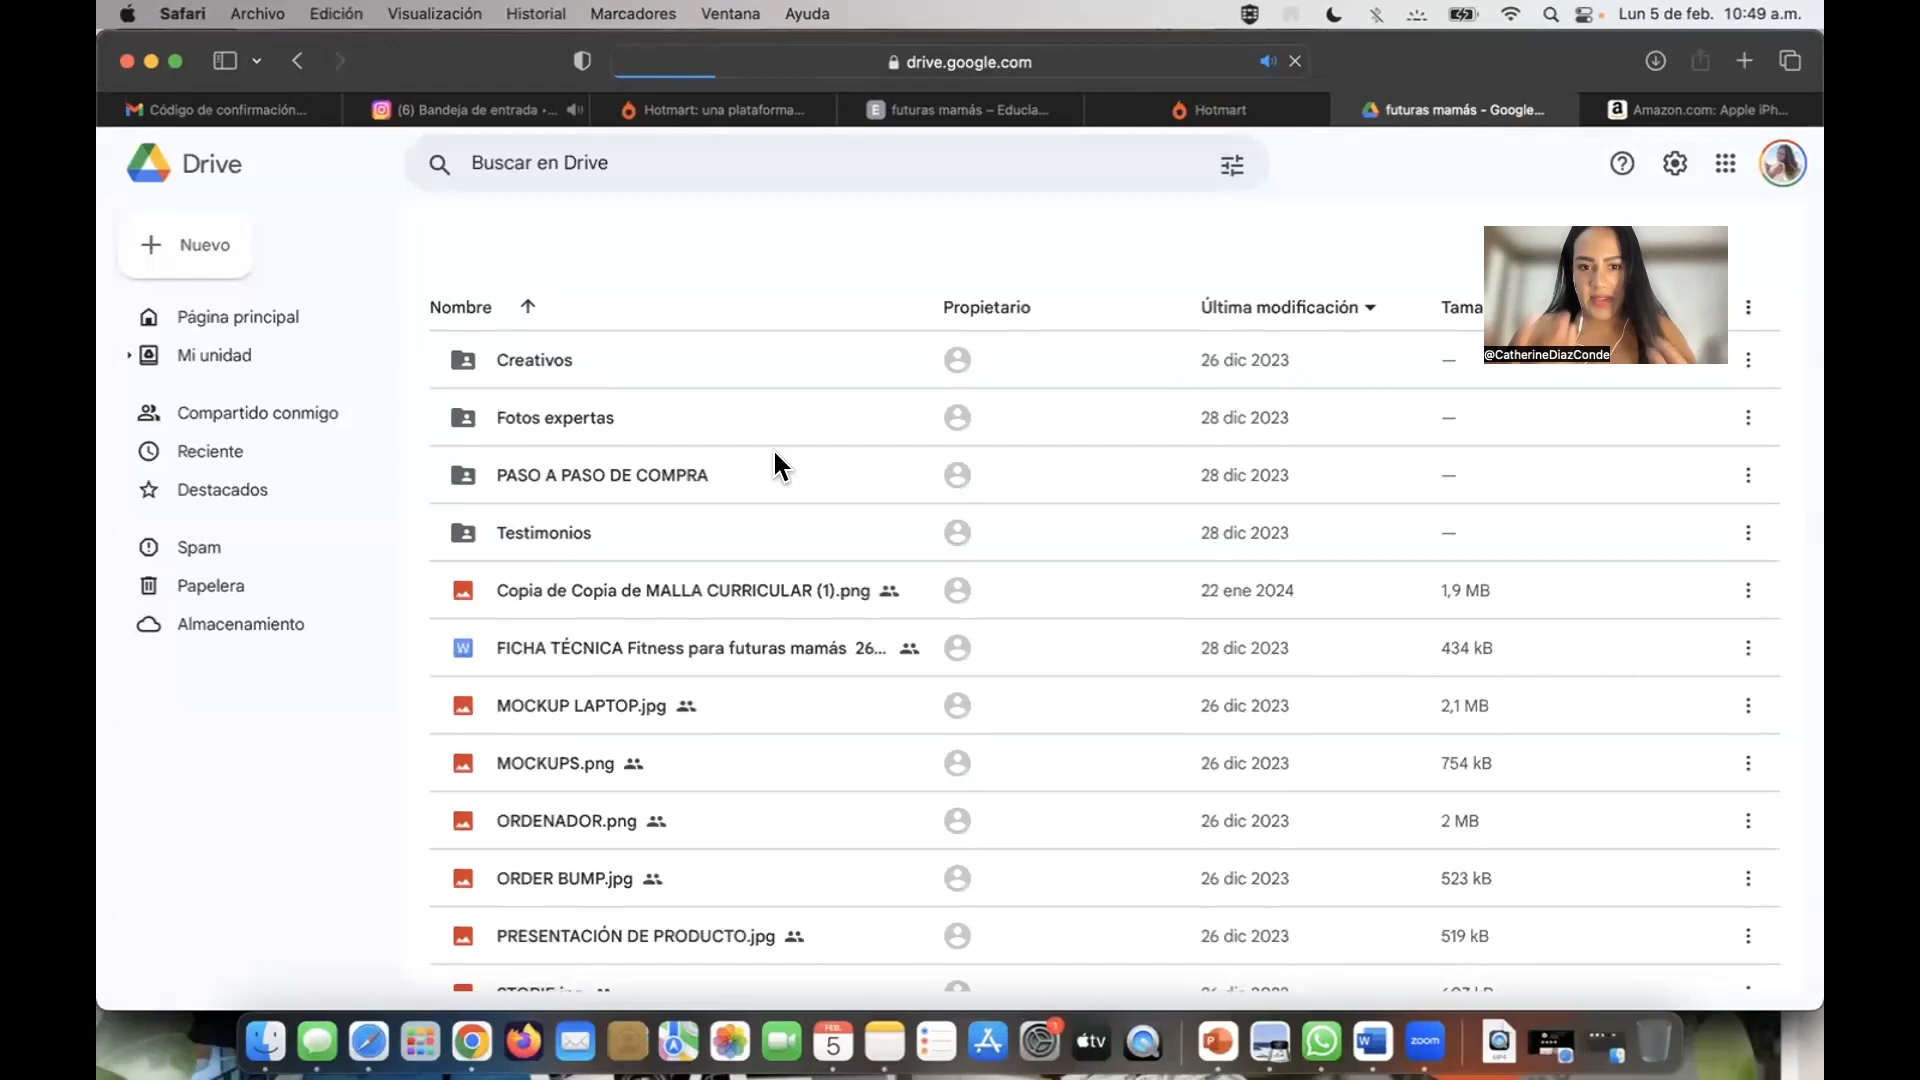 Safari Archivo Edición Visualización Historial Marcadores Ventana Ayuda Lun 5 de feb. 10:49 a.m.
drive.google.com
Código de confirmación...
(6) Bandeja de entrada •...
Hotmart: una plataforma...
futuras mamás – Educla...
Hotmart
futuras mamás - Google...
Amazon.com: Apple iPh...
Drive
Buscar en Drive
Nuevo
Página principal
Mi unidad
Compartido conmigo
Reciente
Destacados
Spam
Papelera
Almacenamiento
Nombre Propietario Última modificación Tama
@CatherineDiazConde
Creativos 26 dic 2023 —
Fotos expertas 28 dic 2023 —
PASO A PASO DE COMPRA 28 dic 2023 —
Testimonios 28 dic 2023 —
Copia de Copia de MALLA CURRICULAR (1).png 22 ene 2024 1,9 MB
FICHA TÉCNICA Fitness para futuras mamás 26... 28 dic 2023 434 kB
MOCKUP LAPTOP.jpg 26 dic 2023 2,1 MB
MOCKUPS.png 26 dic 2023 754 kB
ORDENADOR.png 26 dic 2023 2 MB
ORDER BUMP.jpg 26 dic 2023 523 kB
PRESENTACIÓN DE PRODUCTO.jpg 26 dic 2023 519 kB
FEB.
5
1
tv
P
W
zoom